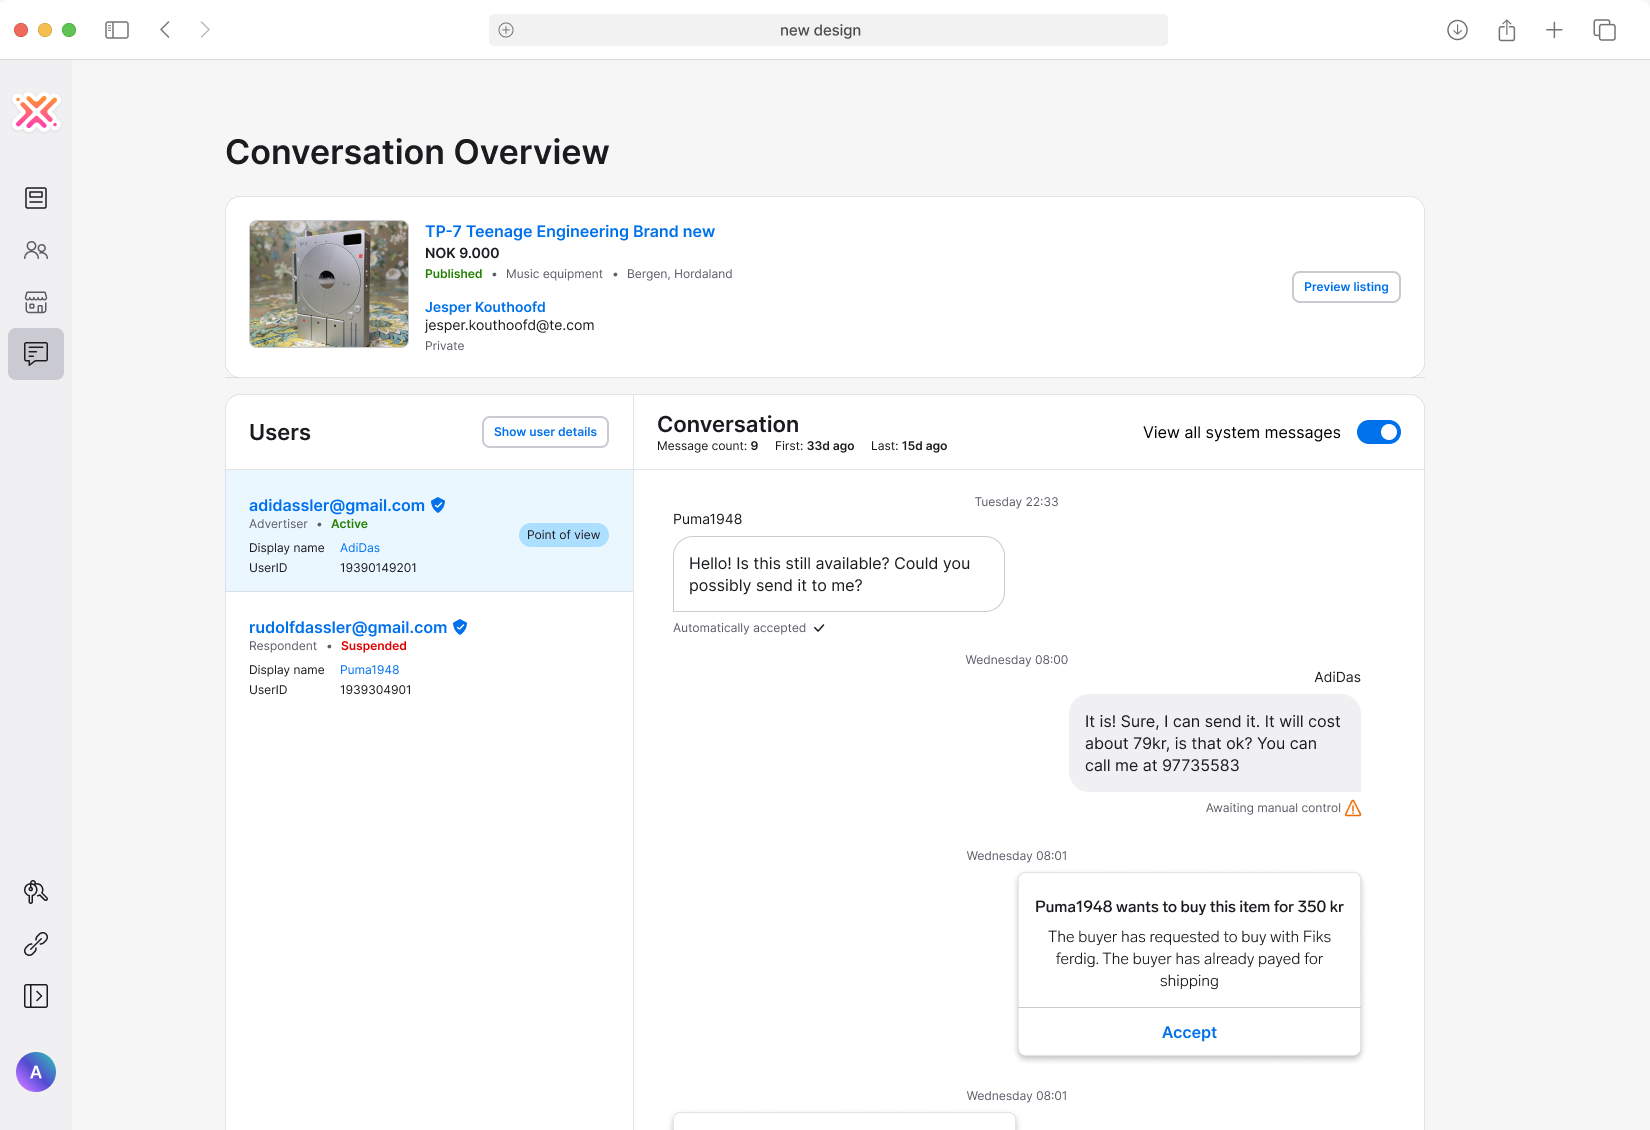 new design
Conversation Overview
TP-7 Teenage Engineering Brand new
NOK 9.000
Published • Music equipment • Bergen, Hordaland
Jesper Kouthoofd
jesper.kouthoofd@te.com
Private
Preview listing
Users
Show user details
adidassler@gmail.com
Advertiser • Active
Point of view
Display name AdiDas
UserID 19390149201
rudolfdassler@gmail.com
Respondent • Suspended
Display name Puma1948
UserID 1939304901
Conversation
Message count: 9 First: 33d ago Last: 15d ago
View all system messages
Tuesday 22:33
Puma1948
Hello! Is this still available? Could you
possibly send it to me?
Automatically accepted
Wednesday 08:00
AdiDas
It is! Sure, I can send it. It will cost
about 79kr, is that ok? You can
call me at 97735583
Awaiting manual control
Wednesday 08:01
Puma1948 wants to buy this item for 350 kr
The buyer has requested to buy with Fiks
ferdig. The buyer has already payed for
shipping
Accept
Wednesday 08:01
A